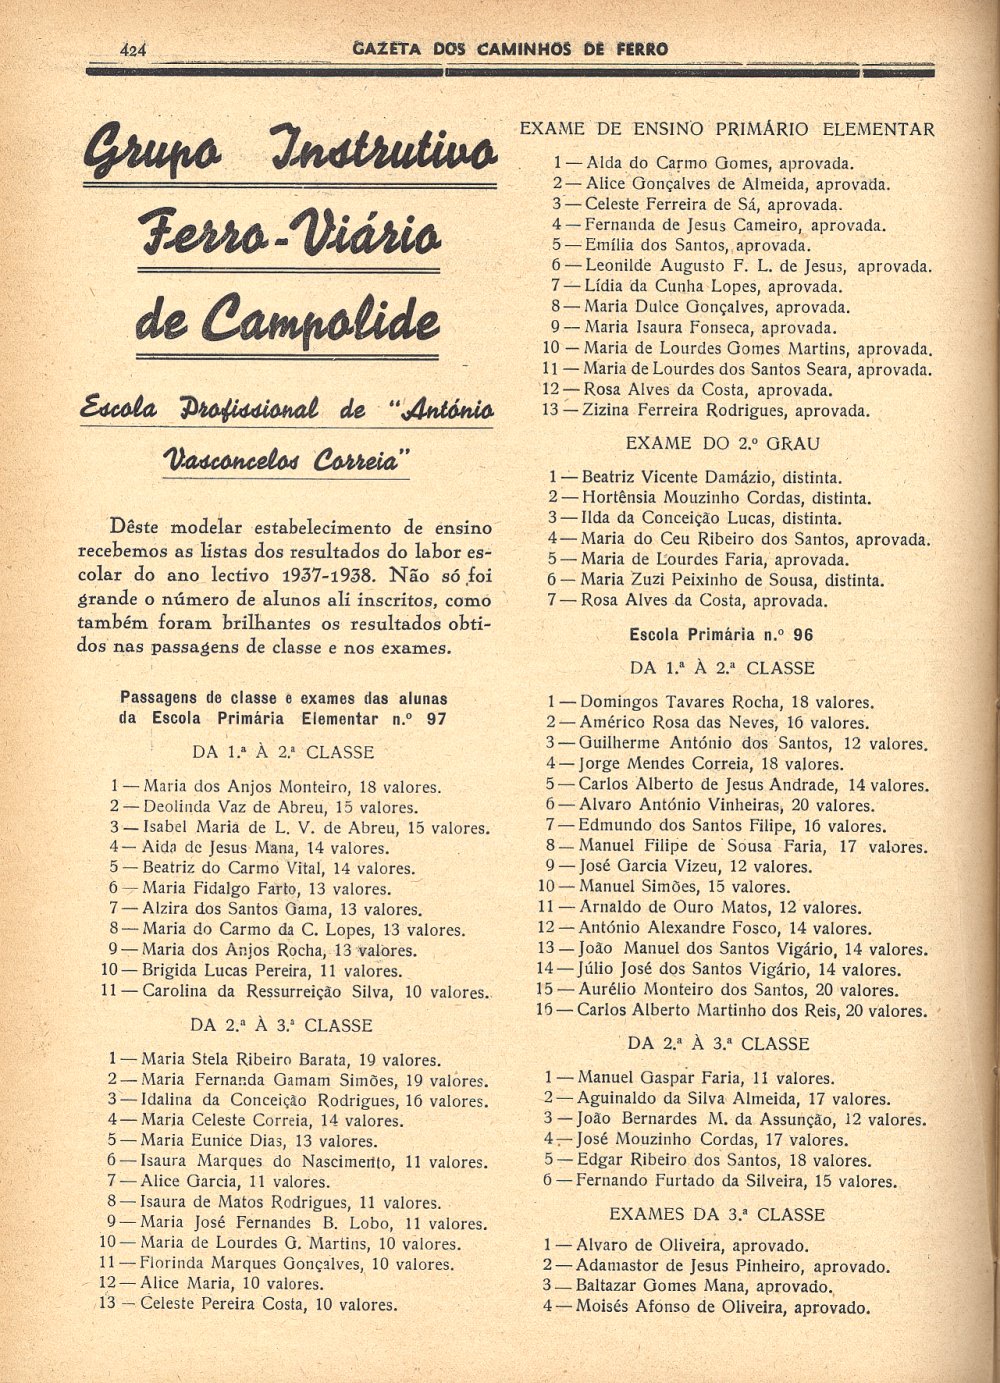 424
GAZETA DOS CAMINHOS DE FERRO
Grupo Instrutivo
Ferro-Viário
de Campolide
Escola Profissional de "António
Vasconcelos Correia"
Dêste modelar estabelecimento de ensino
recebemos as listas dos resultados do labor es-
colar do ano lectivo 1937-1938. Não só foi
grande o número de alunos ali inscritos, como
também foram brilhantes os resultados obti-
dos nas passagens de classe e nos exames.
Passagens de classe e exames das alunas
da Escola Primária Elementar n.º 97
DA 1.ª À 2.ª CLASSE
1 — Maria dos Anjos Monteiro, 18 valores.
2 — Deolinda Vaz de Abreu, 15 valores.
3 — Isabel Maria de L. V. de Abreu, 15 valores.
4 — Aida de Jesus Mana, 14 valores.
5 — Beatriz do Carmo Vital, 14 valores.
6 — Maria Fidalgo Farto, 13 valores.
7 — Alzira dos Santos Gama, 13 valores.
8 — Maria do Carmo da C. Lopes, 13 valores.
9 — Maria dos Anjos Rocha, 13 valores.
10 — Brigida Lucas Pereira, 11 valores.
11 — Carolina da Ressurreição Silva, 10 valores.
DA 2.ª À 3.ª CLASSE
1 — Maria Stela Ribeiro Barata, 19 valores.
2 — Maria Fernanda Gamam Simões, 19 valores.
3 — Idalina da Conceição Rodrigues, 16 valores.
4 — Maria Celeste Correia, 14 valores.
5 — Maria Eunice Dias, 13 valores.
6 — Isaura Marques do Nascimento, 11 valores.
7 — Alice Garcia, 11 valores.
8 — Isaura de Matos Rodrigues, 11 valores.
9 — Maria José Fernandes B. Lobo, 11 valores.
10 — Maria de Lourdes G. Martins, 10 valores.
11 — Florinda Marques Gonçalves, 10 valores.
12 — Alice Maria, 10 valores.
13 — Celeste Pereira Costa, 10 valores.
EXAME DE ENSINO PRIMÁRIO ELEMENTAR
1 — Alda do Carmo Gomes, aprovada.
2 — Alice Gonçalves de Almeida, aprovada.
3 — Celeste Ferreira de Sá, aprovada.
4 — Fernanda de Jesus Cameiro, aprovada.
5 — Emília dos Santos, aprovada.
6 — Leonilde Augusto F. L. de Jesus, aprovada.
7 — Lídia da Cunha Lopes, aprovada.
8 — Maria Dulce Gonçalves, aprovada.
9 — Maria Isaura Fonseca, aprovada.
10 — Maria de Lourdes Gomes Martins, aprovada.
11 — Maria de Lourdes dos Santos Seara, aprovada.
12 — Rosa Alves da Costa, aprovada.
13 — Zizina Ferreira Rodrigues, aprovada.
EXAME DO 2.º GRAU
1 — Beatriz Vicente Damázio, distinta.
2 — Hortênsia Mouzinho Cordas, distinta.
3 — Ilda da Conceição Lucas, distinta.
4 — Maria do Ceu Ribeiro dos Santos, aprovada.
5 — Maria de Lourdes Faria, aprovada.
6 — Maria Zuzi Peixinho de Sousa, distinta.
7 — Rosa Alves da Costa, aprovada.
Escola Primária n.º 96
DA 1.ª À 2.ª CLASSE
1 — Domingos Tavares Rocha, 18 valores.
2 — Américo Rosa das Neves, 16 valores.
3 — Guilherme António dos Santos, 12 valores.
4 — Jorge Mendes Correia, 18 valores.
5 — Carlos Alberto de Jesus Andrade, 14 valores.
6 — Alvaro António Vinheiras, 20 valores.
7 — Edmundo dos Santos Filipe, 16 valores.
8 — Manuel Filipe de Sousa Faria, 17 valores.
9 — José Garcia Vizeu, 12 valores.
10 — Manuel Simões, 15 valores.
11 — Arnaldo de Ouro Matos, 12 valores.
12 — António Alexandre Fosco, 14 valores.
13 — João Manuel dos Santos Vigário, 14 valores.
14 — Júlio José dos Santos Vigário, 14 valores.
15 — Aurélio Monteiro dos Santos, 20 valores.
16 — Carlos Alberto Martinho dos Reis, 20 valores.
DA 2.ª À 3.ª CLASSE
1 — Manuel Gaspar Faria, 11 valores.
2 — Aguinaldo da Silva Almeida, 17 valores.
3 — João Bernardes M. da Assunção, 12 valores.
4 — José Mouzinho Cordas, 17 valores.
5 — Edgar Ribeiro dos Santos, 18 valores.
6 — Fernando Furtado da Silveira, 15 valores.
EXAMES DA 3.ª CLASSE
1 — Alvaro de Oliveira, aprovado.
2 — Adamastor de Jesus Pinheiro, aprovado.
3 — Baltazar Gomes Mana, aprovado.
4 — Moisés Afonso de Oliveira, aprovado.